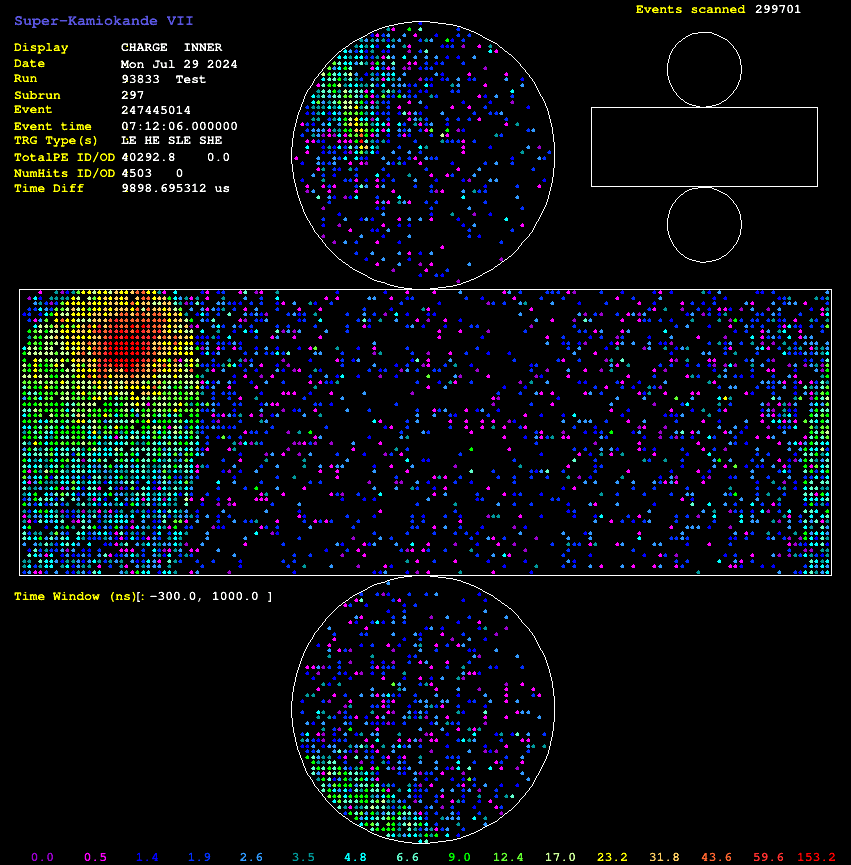 Super-Kamiokande VII
Events scanned 299701
Display CHARGE INNER
Date Mon Jul 29 2024
Run 93833 Test
Subrun 297
Event 247445014
Event time 07:12:06.000000
TRG Type(s) LE HE SLE SHE
TotalPE ID/OD 40292.8 0.0
NumHits ID/OD 4503 0
Time Diff 9898.695312 us
Time Window (ns)[: -300.0, 1000.0 ]
0.0 0.5 1.4 1.9 2.6 3.5 4.8 6.6 9.0 12.4 17.0 23.2 31.8 43.6 59.6 153.2